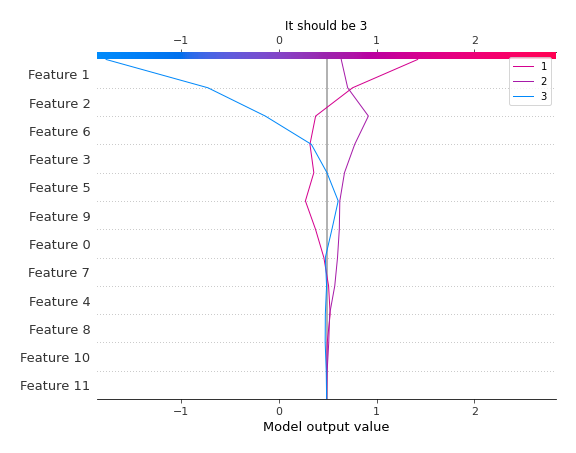 It should be 3
−1 0 1 2
1
2
3
Feature 1
Feature 2
Feature 6
Feature 3
Feature 5
Feature 9
Feature 0
Feature 7
Feature 4
Feature 8
Feature 10
Feature 11
−1 0 1 2
Model output value